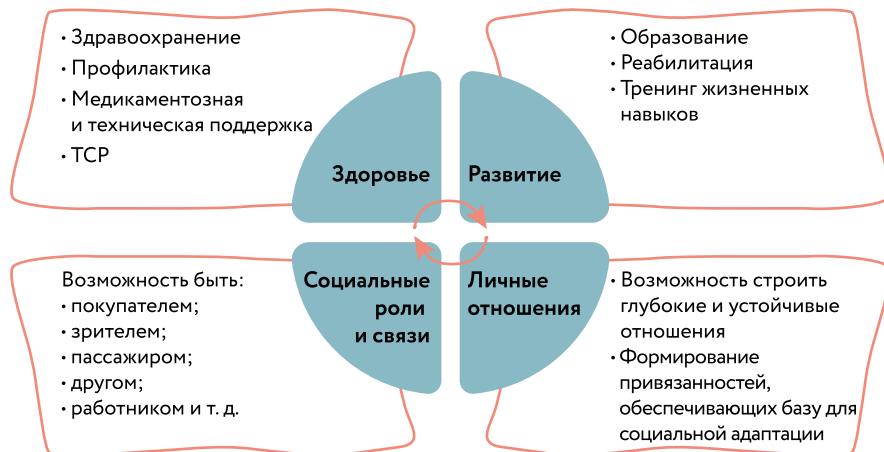 • Здравоохранение
• Профилактика
• Медикаментозная
и техническая поддержка
• ТСР
Здоровье
• Образование
• Реабилитация
• Тренинг жизненных
навыков
Развитие
Возможность быть:
• покупателем;
• зрителем;
• пассажиром;
• другом;
• работником и т. д.
Социальные
роли
и связи
Личные
отношения
• Возможность строить
глубокие и устойчивые
отношения
• Формирование
привязанностей,
обеспечивающих базу для
социальной адаптации